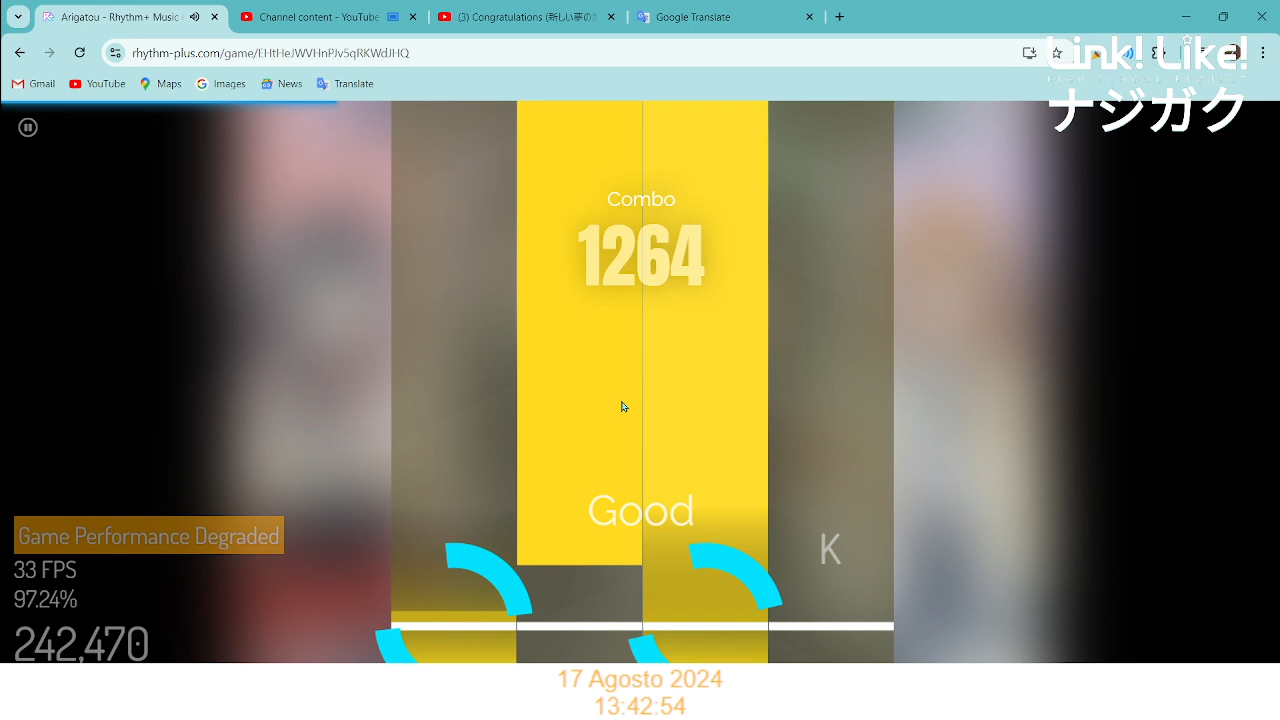 Arigatou - Rhythm+ Music
Channel content - YouTube
(3) Congratulations (新しい夢の
Google Translate
rhythm-plus.com/game/EHtHeJWVHnPJv5qRKWdJHQ
Gmail
YouTube
Maps
Images
News
Translate
Link! Like!
ナジガク
Combo
1264
Good
K
Game Performance Degraded
33 FPS
97.24%
242,470
17 Agosto 2024
13:42:54